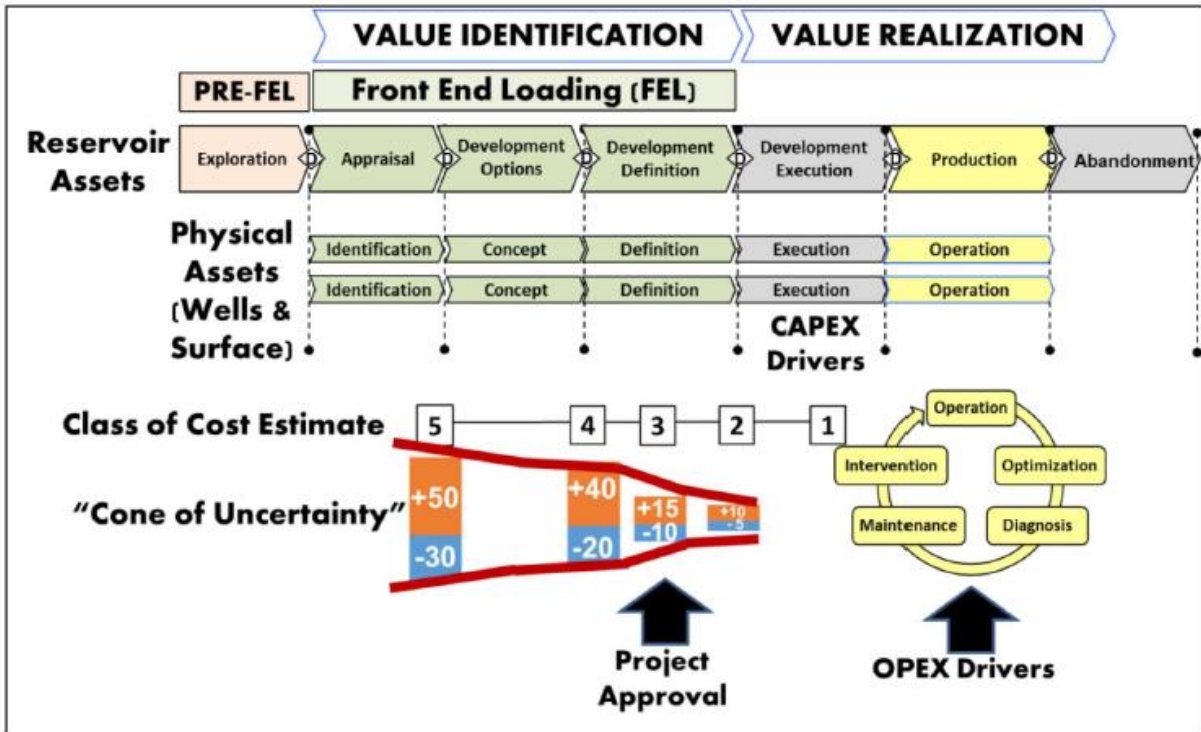 VALUE IDENTIFICATION
VALUE REALIZATION
PRE-FEL
Front End Loading (FEL)
Reservoir
Assets
Exploration
D
Appraisal
D
Development
Options
D
Development
Definition
D
Development
Execution
D
Production
D
Abandonment
Physical
Assets
(Wells &
Surface)
Identification
Concept
Definition
Execution
Operation
Identification
Concept
Definition
Execution
Operation
CAPEX
Drivers
Class of Cost Estimate
5
4
3
2
1
"Cone of Uncertainty"
+50
-30
+40
-20
+15
-10
+10
- 5
Operation
Intervention
Optimization
Maintenance
Diagnosis
Project
Approval
OPEX Drivers